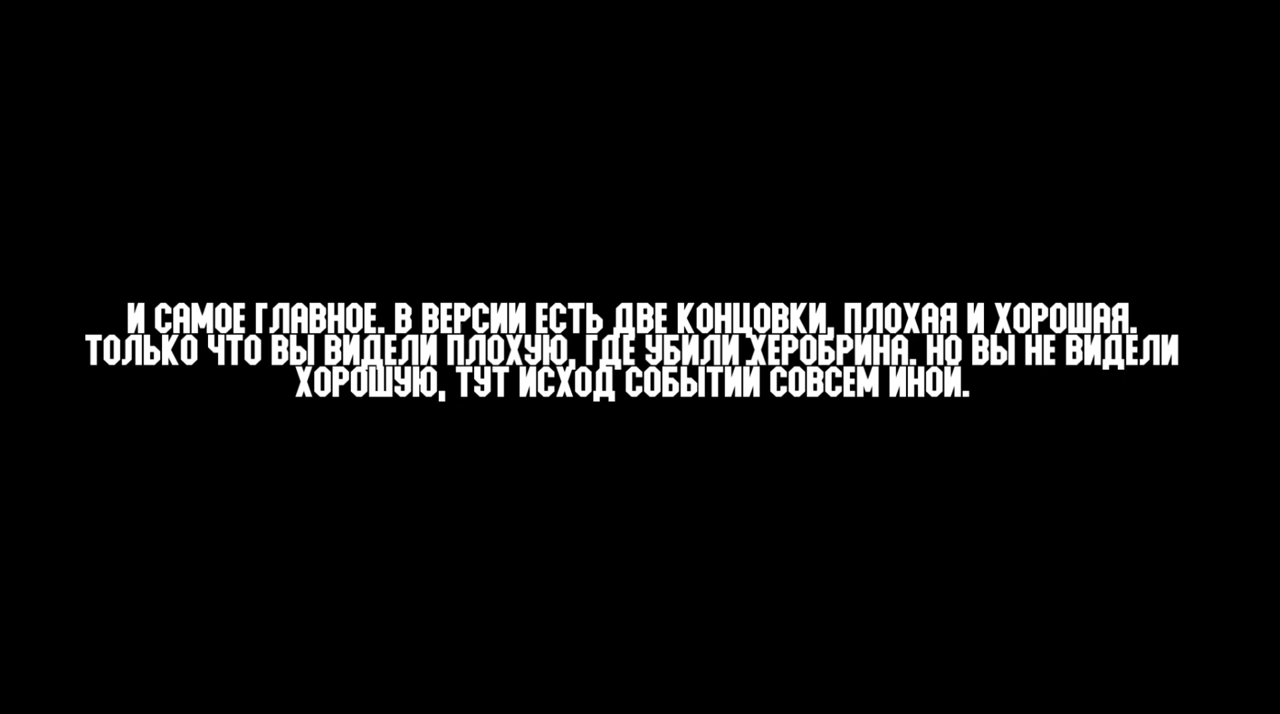 И САМОЕ ГЛАВНОЕ. В ВЕРСИИ ЕСТЬ ДВЕ КОНЦОВКИ, ПЛОХАЯ И ХОРОШАЯ.
ТОЛЬКО ЧТО ВЫ ВИДЕЛИ ПЛОХУЮ, ГДЕ УБИЛИ ХЕРОБРИНА. НО ВЫ НЕ ВИДЕЛИ
ХОРОШУЮ, ТУТ ИСХОД СОБЫТИЙ СОВСЕМ ИНОЙ.